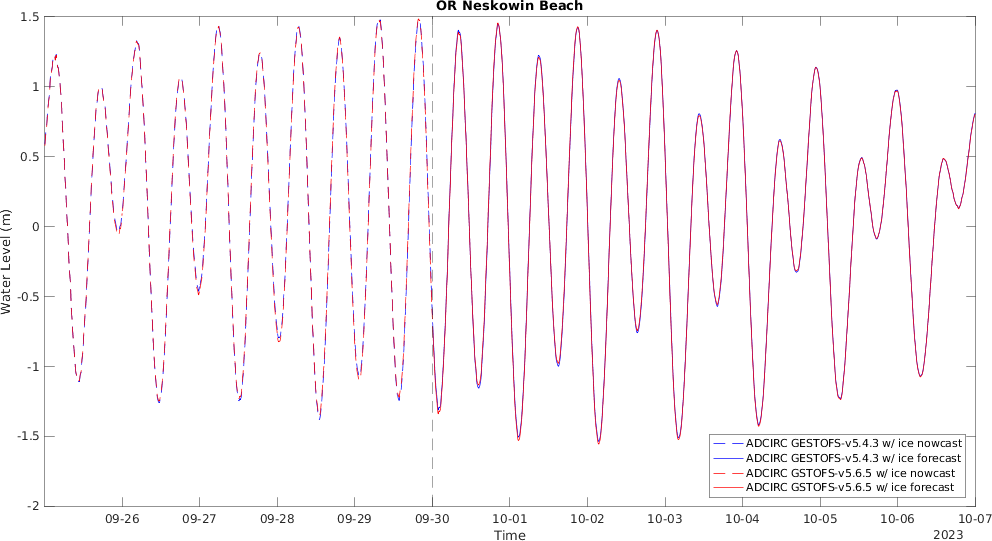 OR Neskowin Beach
1.5
1
0.5
0
-0.5
-1
-1.5
-2
Water Level (m)
ADCIRC GESTOFS-v5.4.3 w/ ice nowcast
ADCIRC GESTOFS-v5.4.3 w/ ice forecast
ADCIRC GSTOFS-v5.6.5 w/ ice nowcast
ADCIRC GSTOFS-v5.6.5 w/ ice forecast
09-26 09-27 09-28 09-29 09-30 10-01 10-02 10-03 10-04 10-05 10-06 10-07
Time
2023